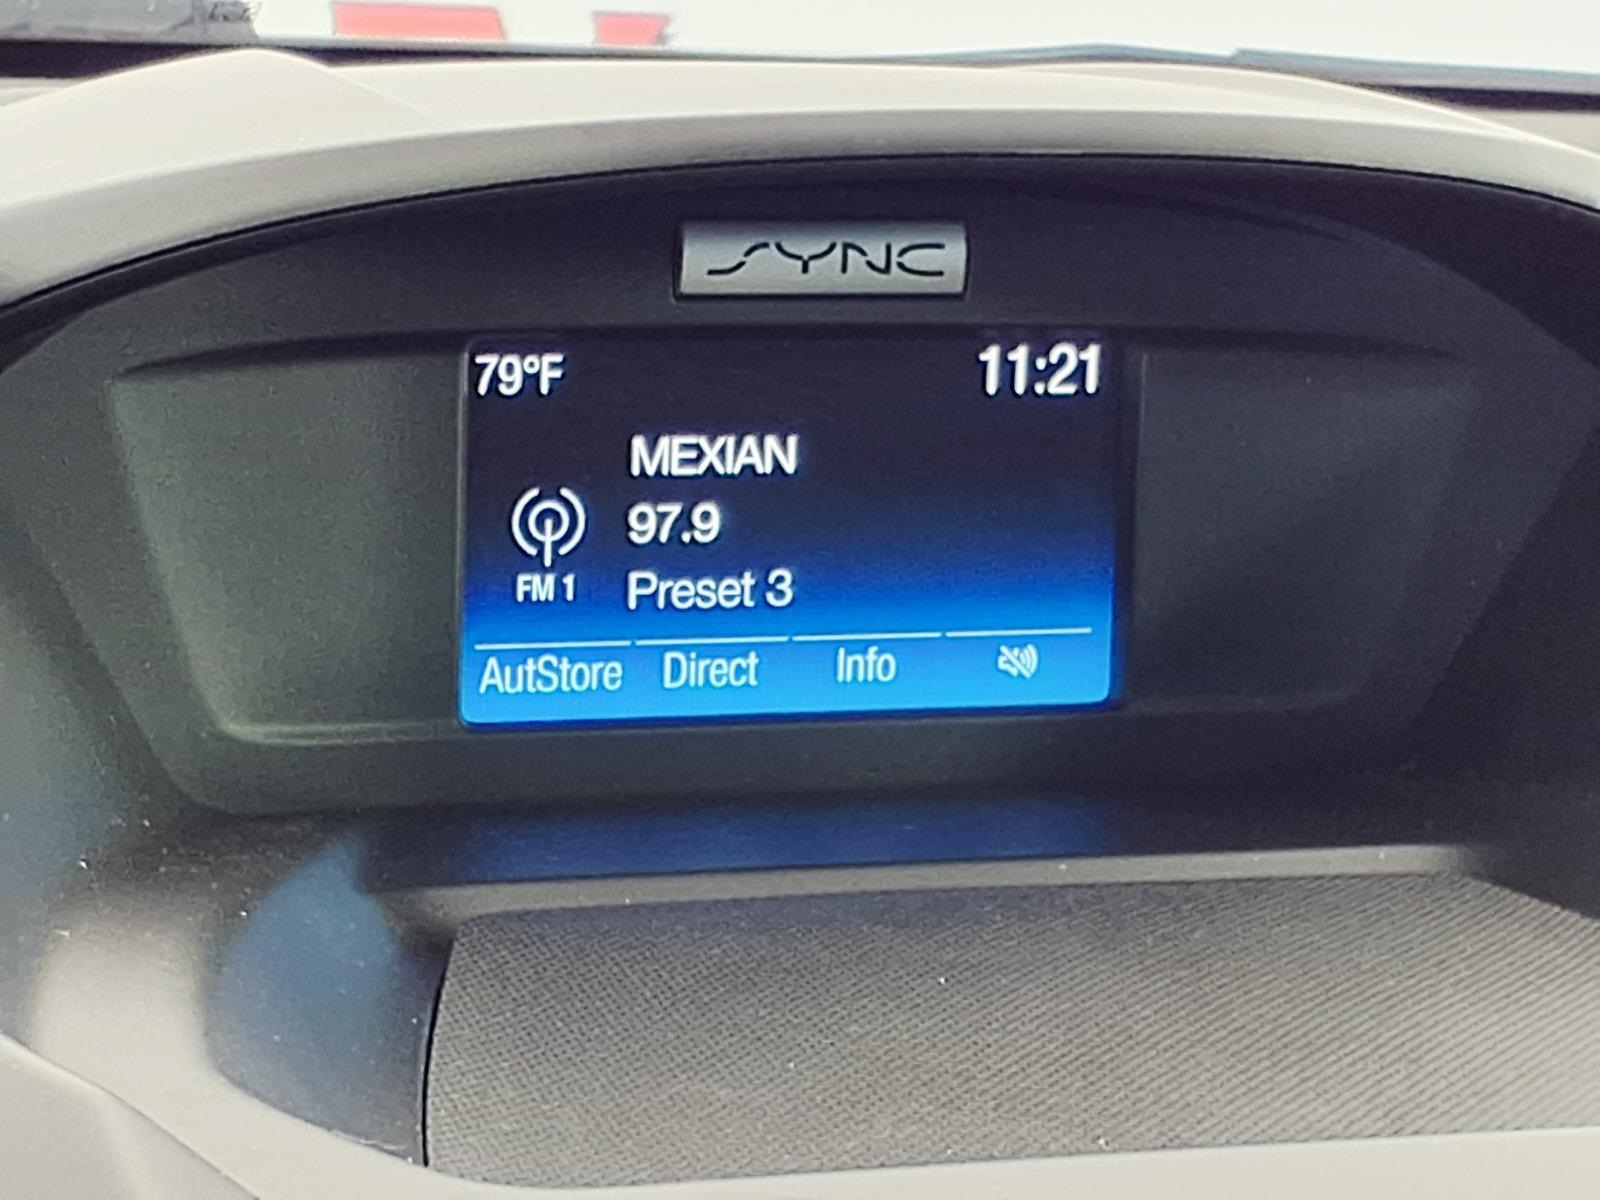 SYNC
79°F 11:21
MEXIAN
97.9
FM 1 Preset 3
AutStore Direct Info